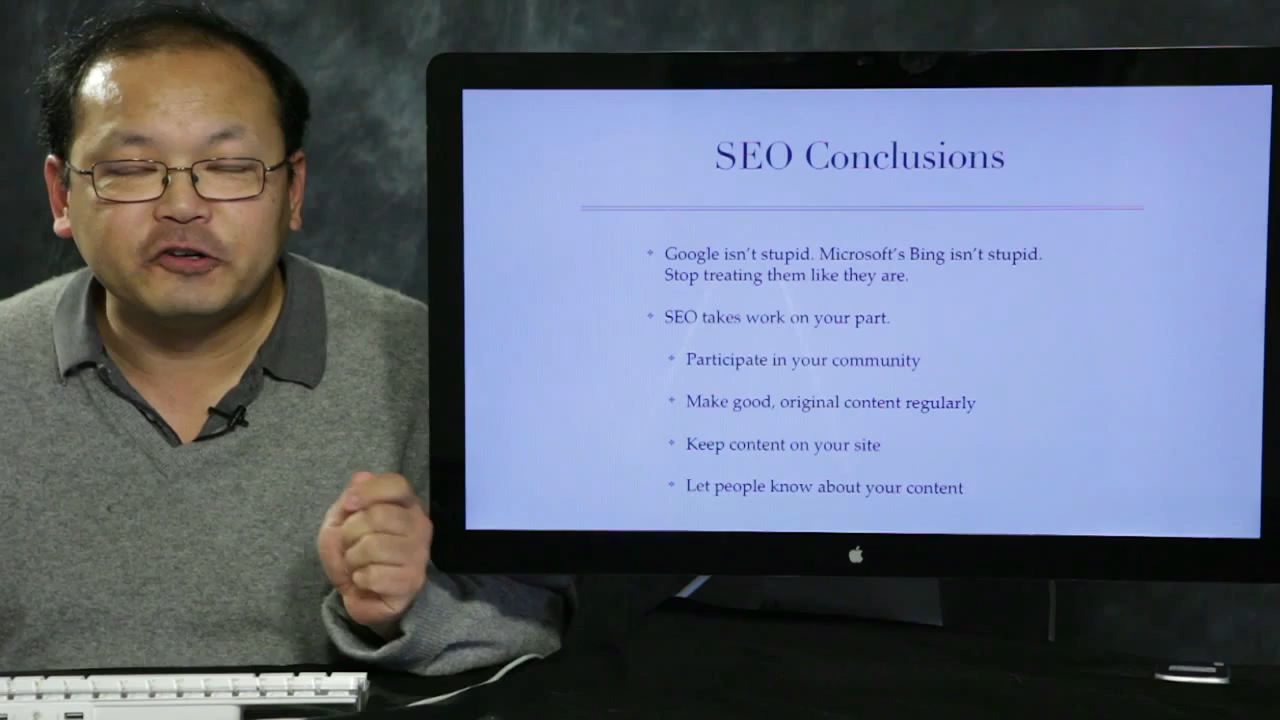 SEO Conclusions
Google isn't stupid. Microsoft's Bing isn't stupid.
Stop treating them like they are.
SEO takes work on your part.
Participate in your community
Make good, original content regularly
Keep content on your site
Let people know about your content